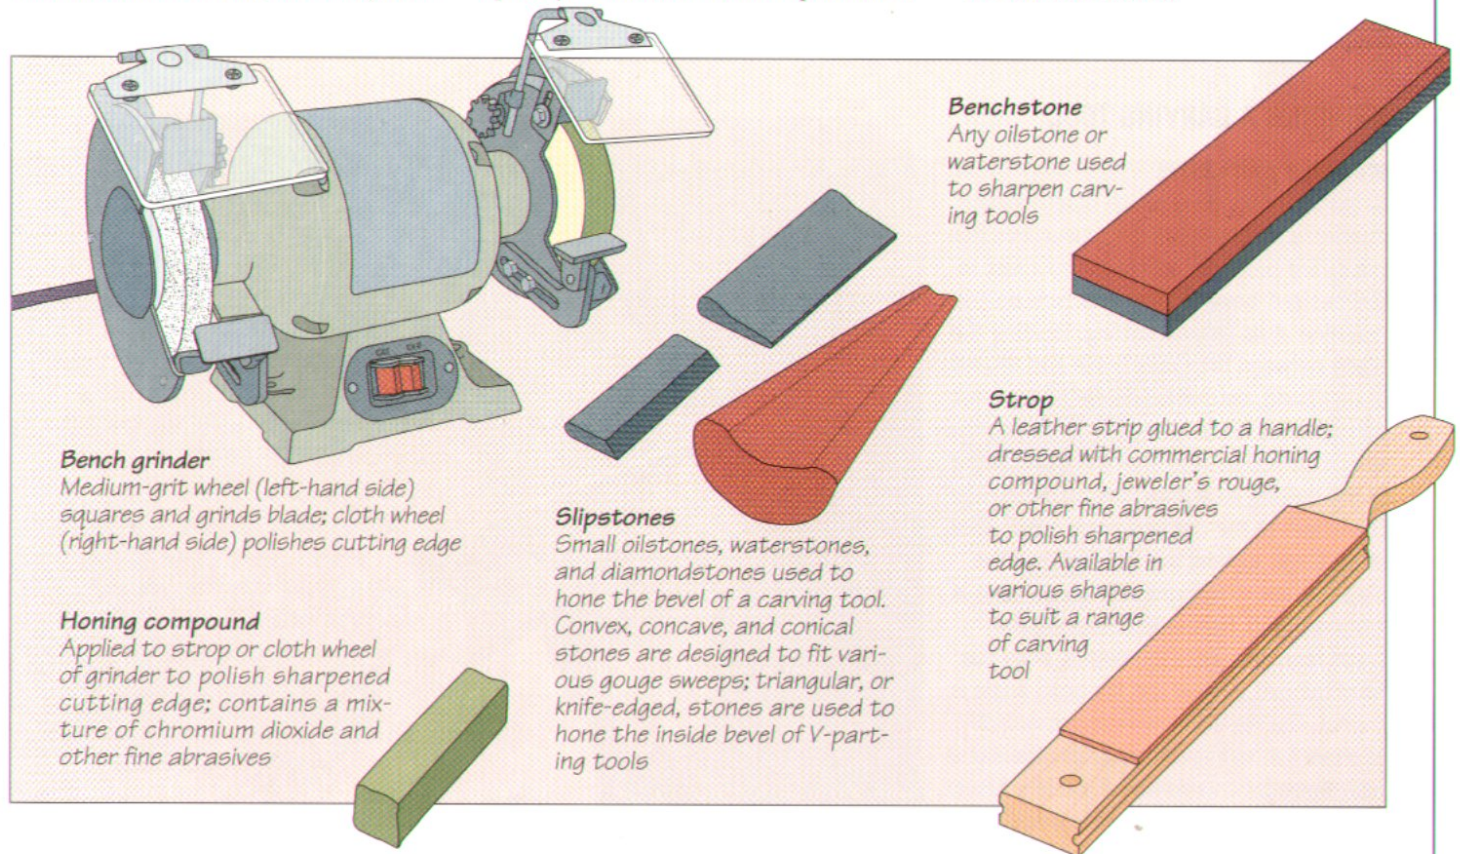 Bench grinder
Medium-grit wheel (left-hand side)
squares and grinds blade; cloth wheel
(right-hand side) polishes cutting edge
Honing compound
Applied to strop or cloth wheel
of grinder to polish sharpened
cutting edge; contains a mix-
ture of chromium dioxide and
other fine abrasives
Slipstones
Small oilstones, waterstones,
and diamondstones used to
hone the bevel of a carving tool.
Convex, concave, and conical
stones are designed to fit vari-
ous gouge sweeps; triangular, or
knife-edged, stones are used to
hone the inside bevel of V-part-
ing tools
Benchstone
Any oilstone or
waterstone used
to sharpen carv-
ing tools
Strop
A leather strip glued to a handle;
dressed with commercial honing
compound, jeweler's rouge,
or other fine abrasives
to polish sharpened
edge. Available in
various shapes
to suit a range
of carving
tool